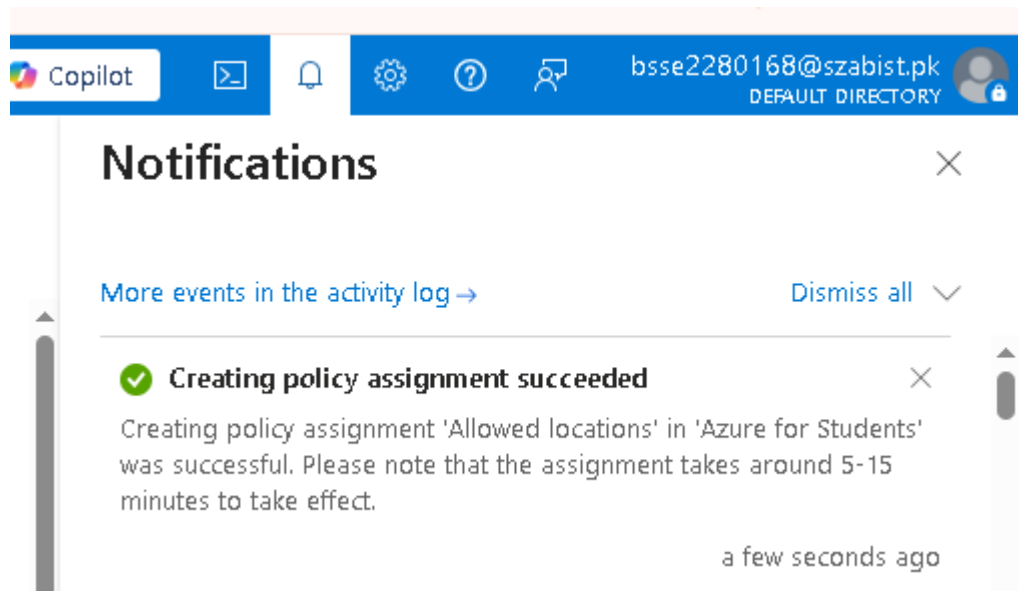 Copilot
bsse2280168@szabist.pk
DEFAULT DIRECTORY
Notifications
More events in the activity log →
Dismiss all
Creating policy assignment succeeded
Creating policy assignment 'Allowed locations' in 'Azure for Students'
was successful. Please note that the assignment takes around 5-15
minutes to take effect.
a few seconds ago